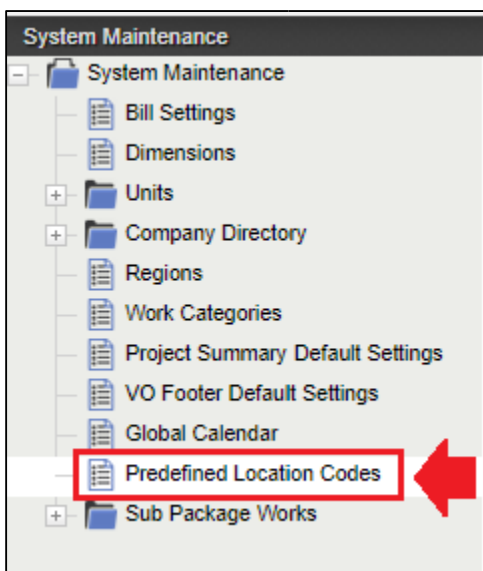 System Maintenance
System Maintenance
Bill Settings
Dimensions
Units
Company Directory
Regions
Work Categories
Project Summary Default Settings
VO Footer Default Settings
Global Calendar
Predefined Location Codes
Sub Package Works